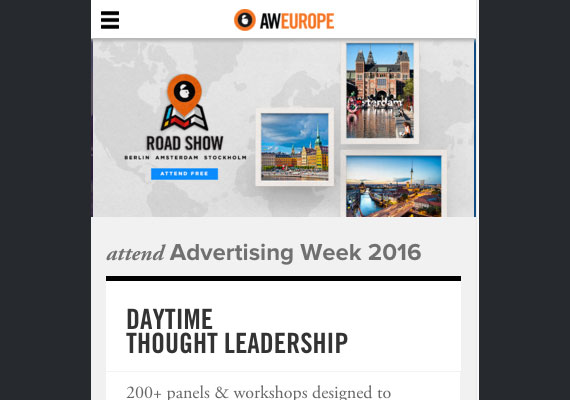 AWEUROPE
ROAD SHOW
BERLIN AMSTERDAM STOCKHOLM
ATTEND FREE
attend Advertising Week 2016
DAYTIME
THOUGHT LEADERSHIP
200+ panels & workshops designed to